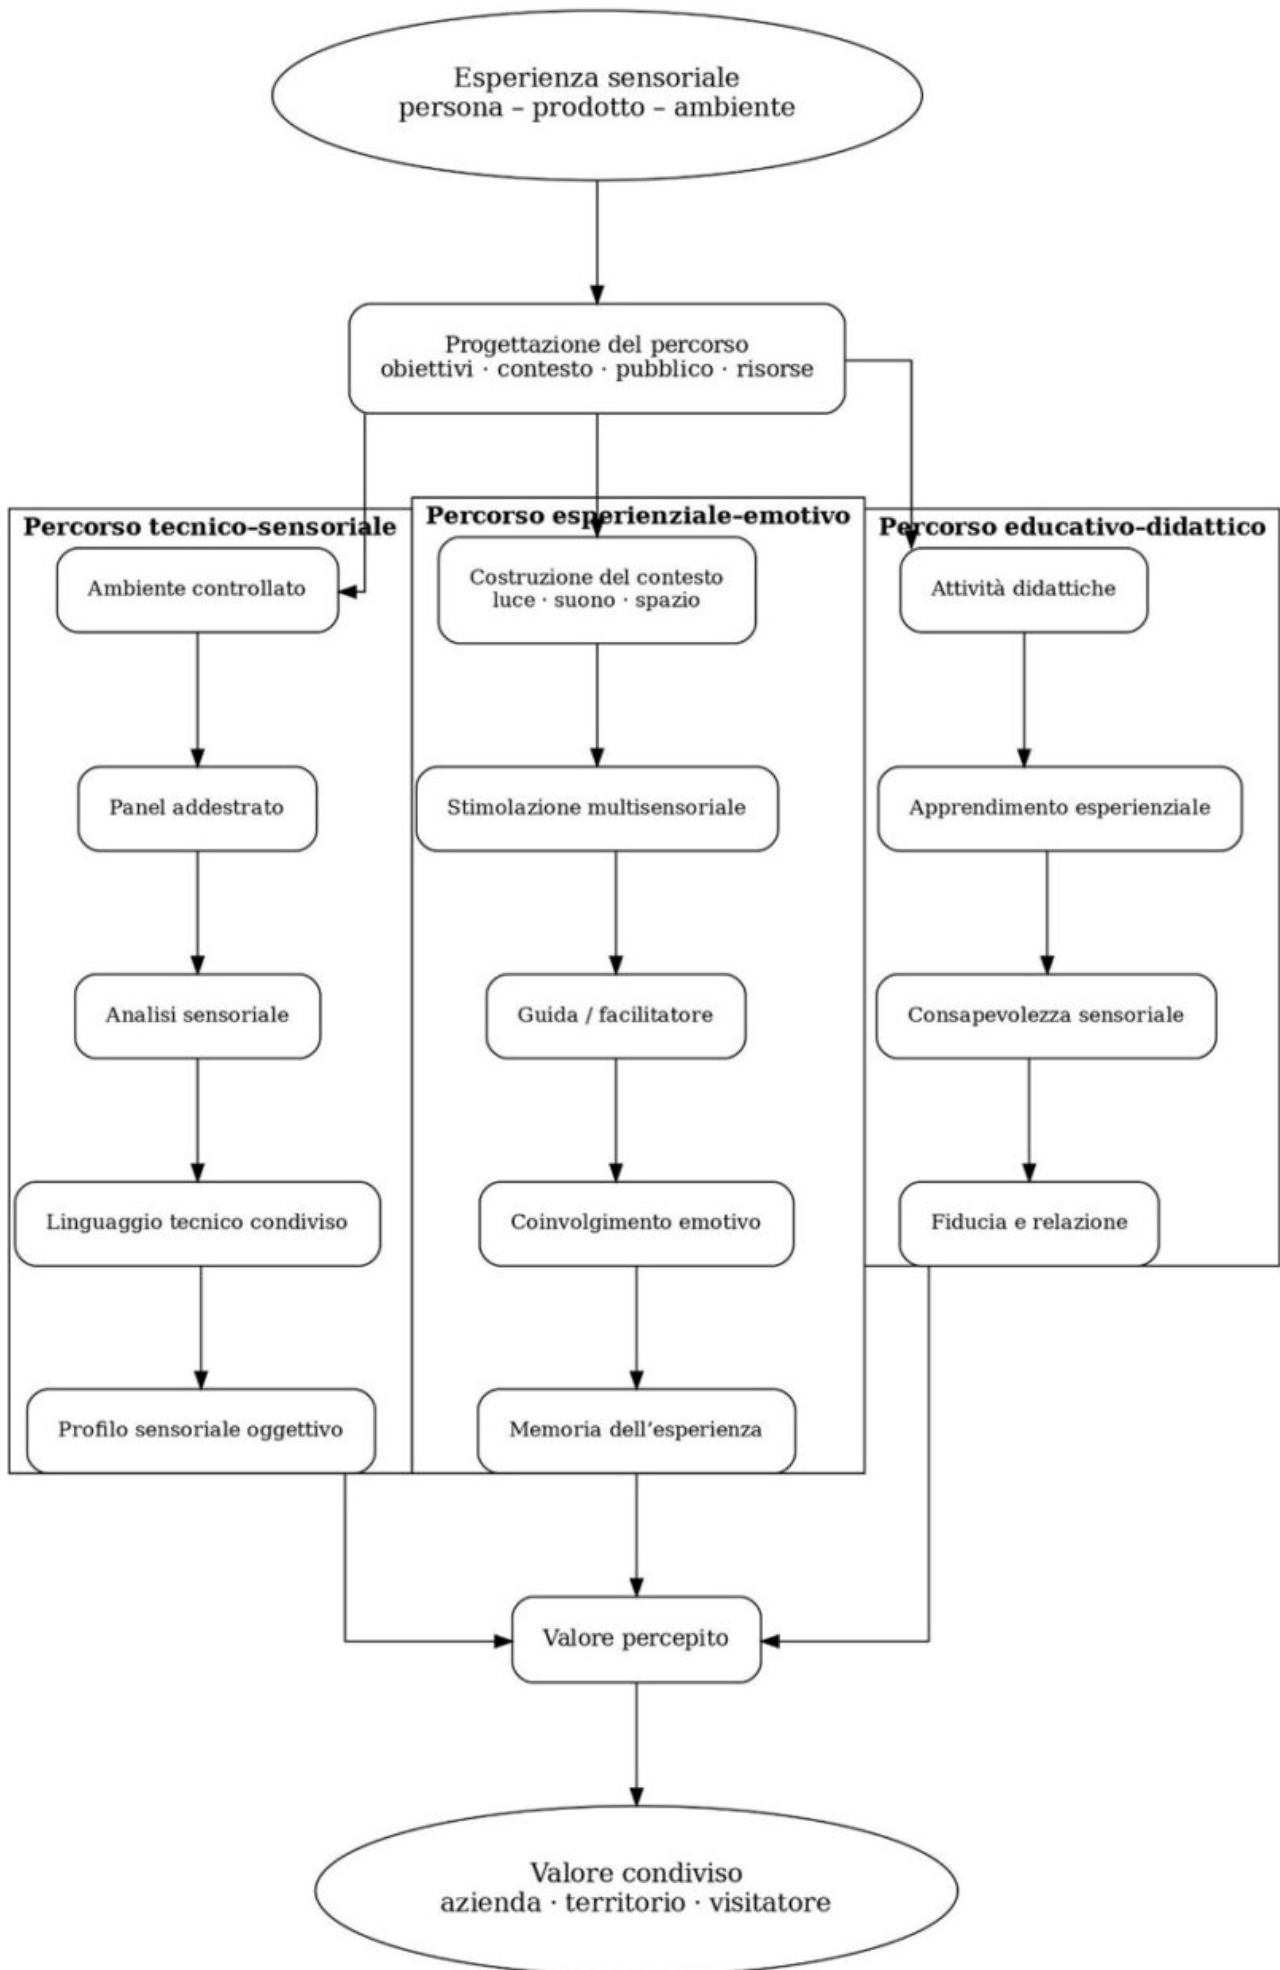 Esperienza sensoriale
persona – prodotto – ambiente
Progettazione del percorso
obiettivi · contesto · pubblico · risorse
Percorso tecnico–sensoriale
Ambiente controllato
Panel addestrato
Analisi sensoriale
Linguaggio tecnico condiviso
Profilo sensoriale oggettivo
Percorso esperienziale–emotivo
Costruzione del contesto
luce · suono · spazio
Stimolazione multisensoriale
Guida / facilitatore
Coinvolgimento emotivo
Memoria dell’esperienza
Percorso educativo–didattico
Attività didattiche
Apprendimento esperienziale
Consapevolezza sensoriale
Fiducia e relazione
Valore percepito
Valore condiviso
azienda · territorio · visitatore